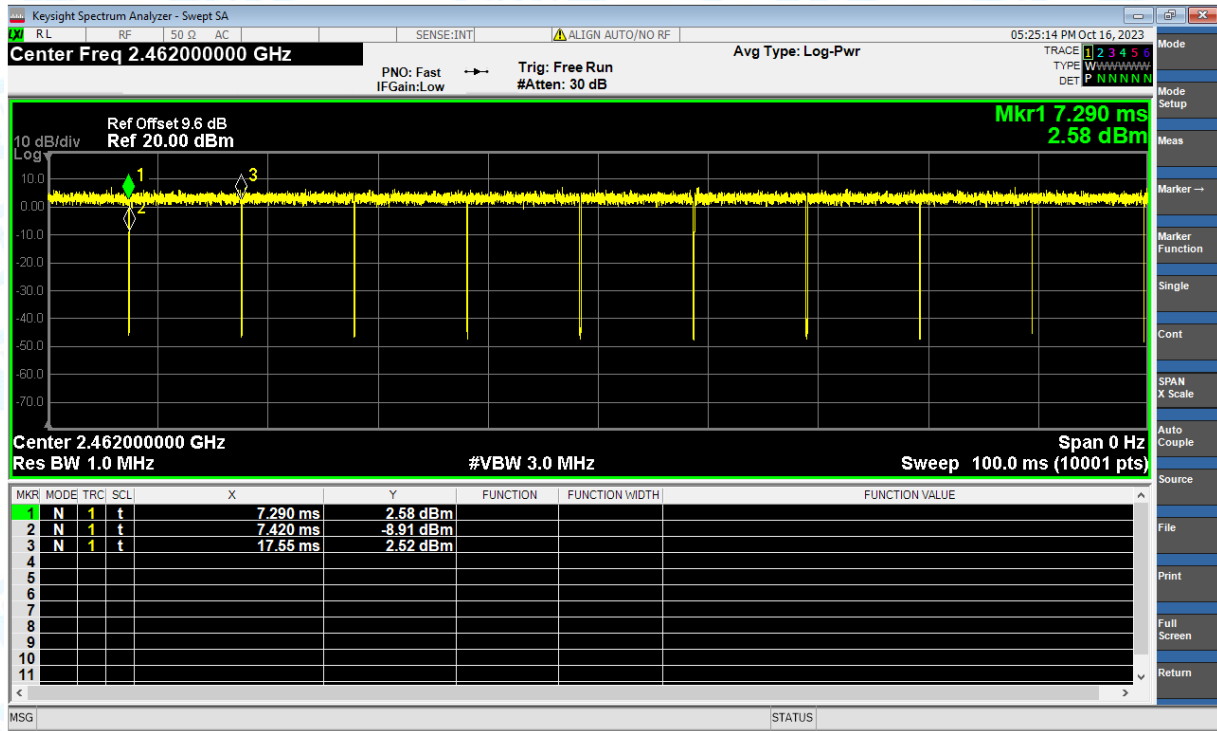 Keysight Spectrum Analyzer - Swept SA
LXI RL RF 50 Ω AC SENSE:INT ALIGN AUTO/NO RF 05:25:14 PM Oct 16, 2023
Center Freq 2.462000000 GHz
PNO: Fast
IFGain:Low
Trig: Free Run
#Atten: 30 dB
Avg Type: Log-Pwr
TRACE 1 2 3 4 5 6
TYPE WWWWWW
DET P N N N N N
Mkr1 7.290 ms
2.58 dBm
Ref Offset 9.6 dB
10 dB/div Ref 20.00 dBm
Log
1 3
10.0
2
0.00
-10.0
-20.0
-30.0
-40.0
-50.0
-60.0
-70.0
Center 2.462000000 GHz Span 0 Hz
Res BW 1.0 MHz #VBW 3.0 MHz Sweep 100.0 ms (10001 pts)
MKR MODE TRC SCL X Y FUNCTION FUNCTION WIDTH FUNCTION VALUE
1 N 1 t 7.290 ms 2.58 dBm
2 N 1 t 7.420 ms -8.91 dBm
3 N 1 t 17.55 ms 2.52 dBm
4
5
6
7
8
9
10
11
MSG STATUS
Mode
Mode
Setup
Meas
Marker →
Marker
Function
Single
Cont
SPAN
X Scale
Auto
Couple
Source
File
Print
Full
Screen
Return